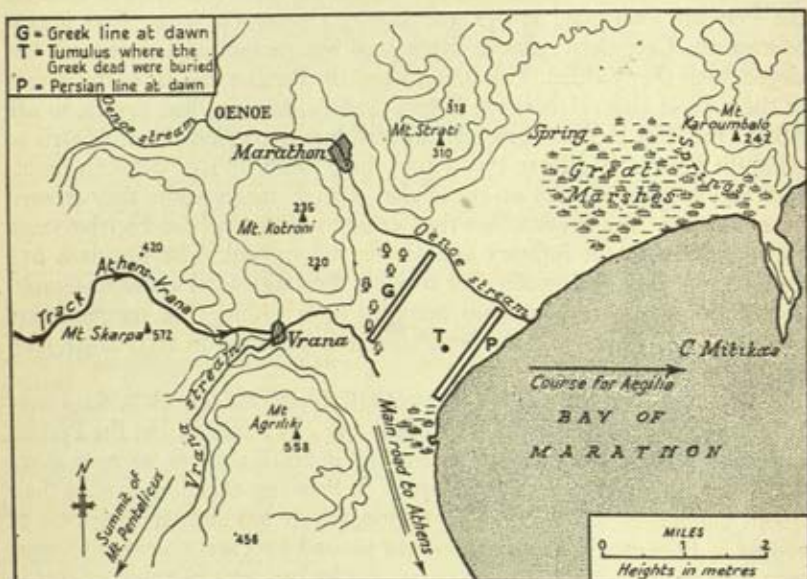 G = Greek line at dawn
T = Tumulus where the
Greek dead were buried
P = Persian line at dawn
Oenoe stream
OENOE
Marathon
Mt. Strati
318
310
Spring
Mt
Karoumbalo
242
Springs
Great
Marshes
235
Mt. Kotroni
220
Oenoe stream
420
Track
Athens-Vrana
Mt. Skarpa
572
Vrana
G
T
P
C. Mitikas
Course for Aegilia
BAY OF
MARATHON
Vrana stream
Mt
Agriliki
558
Main road to Athens
N
Summit of
Mt. Pentelicus
456
MILES
0 1 2
Heights in metres